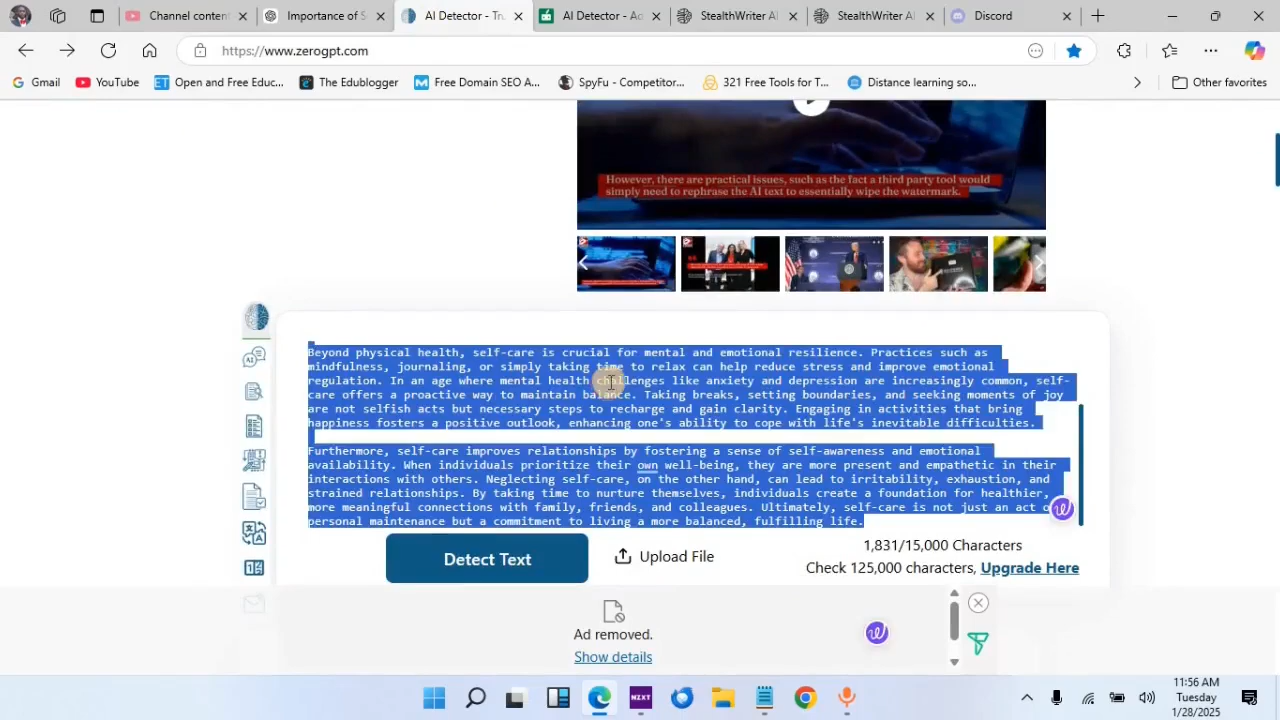 Channel content
Importance of S
AI Detector - Tru
AI Detector - Ad
StealthWriter AI
StealthWriter AI
Discord
https://www.zerogpt.com
Gmail
YouTube
Open and Free Educ...
The Edublogger
Free Domain SEO A...
SpyFu - Competitor...
321 Free Tools for T...
Distance learning so...
Other favorites
However, there are practical issues, such as the fact a third party tool would
simply need to rephrase the AI text to essentially wipe the watermark.
Beyond physical health, self-care is crucial for mental and emotional resilience. Practices such as
mindfulness, journaling, or simply taking time to relax can help reduce stress and improve emotional
regulation. In an age where mental health challenges like anxiety and depression are increasingly common, self-
care offers a proactive way to maintain balance. Taking breaks, setting boundaries, and seeking moments of joy
are not selfish acts but necessary steps to recharge and gain clarity. Engaging in activities that bring
happiness fosters a positive outlook, enhancing one's ability to cope with life's inevitable difficulties.
Furthermore, self-care improves relationships by fostering a sense of self-awareness and emotional
availability. When individuals prioritize their own well-being, they are more present and empathetic in their
interactions with others. Neglecting self-care, on the other hand, can lead to irritability, exhaustion, and
strained relationships. By taking time to nurture themselves, individuals create a foundation for healthier,
more meaningful connections with family, friends, and colleagues. Ultimately, self-care is not just an act o
personal maintenance but a commitment to living a more balanced, fulfilling life.
Detect Text
Upload File
1,831/15,000 Characters
Check 125,000 characters, Upgrade Here
Ad removed.
Show details
NZXT
11:56 AM
Tuesday
1/28/2025